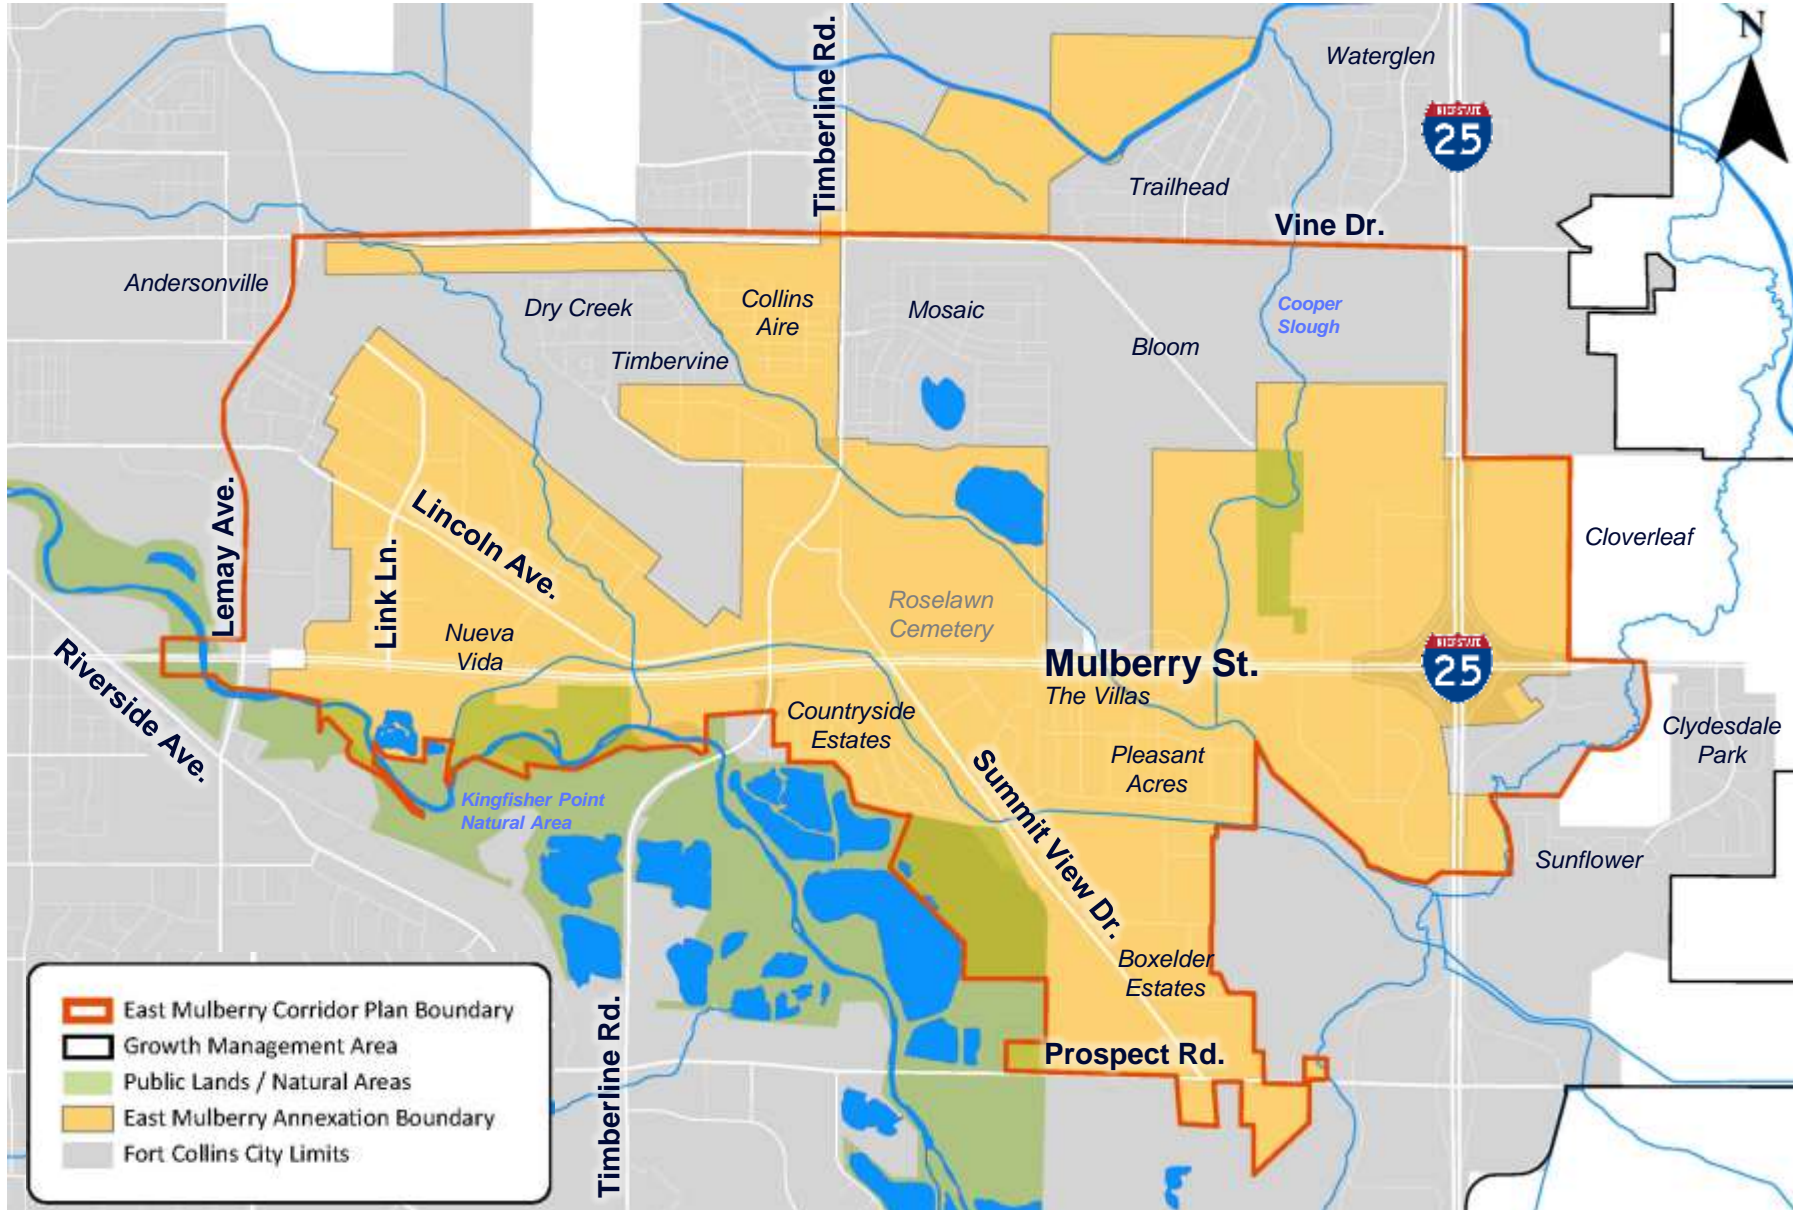 N
Waterglen
Timberline Rd.
INTERSTATE
25
Trailhead
Vine Dr.
Andersonville
Dry Creek
Collins
Aire
Mosaic
Cooper
Slough
Timbervine
Bloom
Lemay Ave.
Link Ln.
Lincoln Ave.
Cloverleaf
Roselawn
Cemetery
Nueva
Vida
Mulberry St.
INTERSTATE
25
Riverside Ave.
The Villas
Countryside
Estates
Clydesdale
Park
Pleasant
Acres
Summit View Dr.
Kingfisher Point
Natural Area
Sunflower
Boxelder
Estates
Timberline Rd.
Prospect Rd.
East Mulberry Corridor Plan Boundary
Growth Management Area
Public Lands / Natural Areas
East Mulberry Annexation Boundary
Fort Collins City Limits